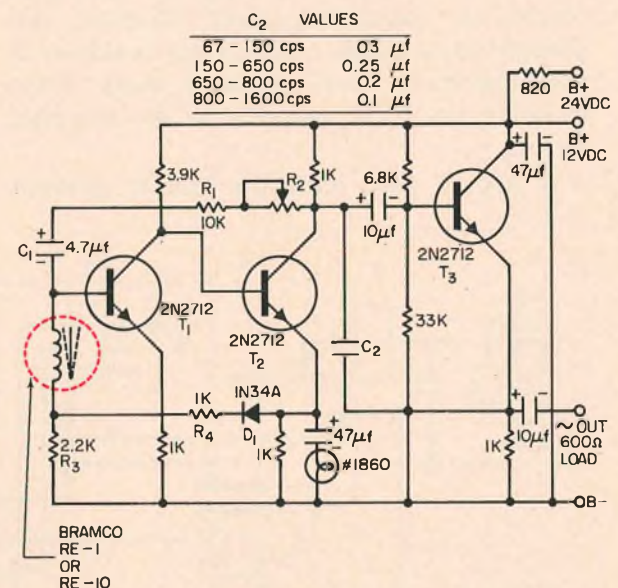 C2 VALUES
67 – 150 cps 03 μf
150 – 650 cps 0.25 μf
650 – 800 cps 0.2 μf
800 – 1600 cps 0.1 μf
820
B+
24VDC
B+
12VDC
47μf
3.9K
1K
6.8K
R1
10K
R2
+ -
10μf
C1
+
4.7μf
-
2N2712
T1
2N2712
T2
2N2712
T3
33K
C2
1K
R4
1N34A
D1
1K
+
47μf
-
#1860
2.2K
R3
1K
1K
+ -
10μf
~OUT
600Ω
LOAD
B-
BRAMCO
RE-1
OR
RE-10